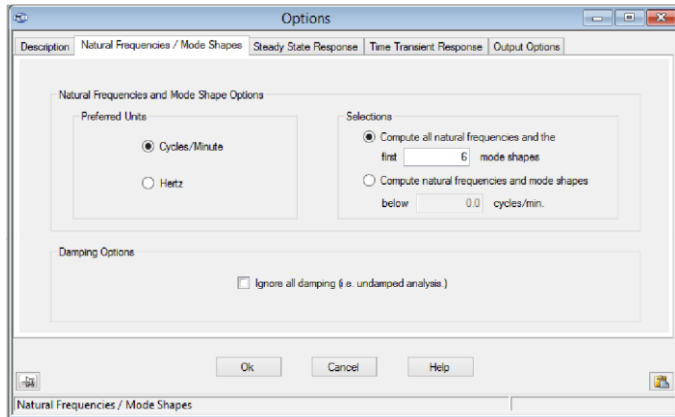 Options
Description Natural Frequencies / Mode Shapes Steady State Response Time Transient Response Output Options
Natural Frequencies and Mode Shape Options
Preferred Units
Cycles/Minute
Hertz
Selections
Compute all natural frequencies and the
first 6 mode shapes
Compute natural frequencies and mode shapes
below 0.0 cycles/min.
Damping Options
Ignore all damping (i.e. undamped analysis.)
Ok Cancel Help
Natural Frequencies / Mode Shapes